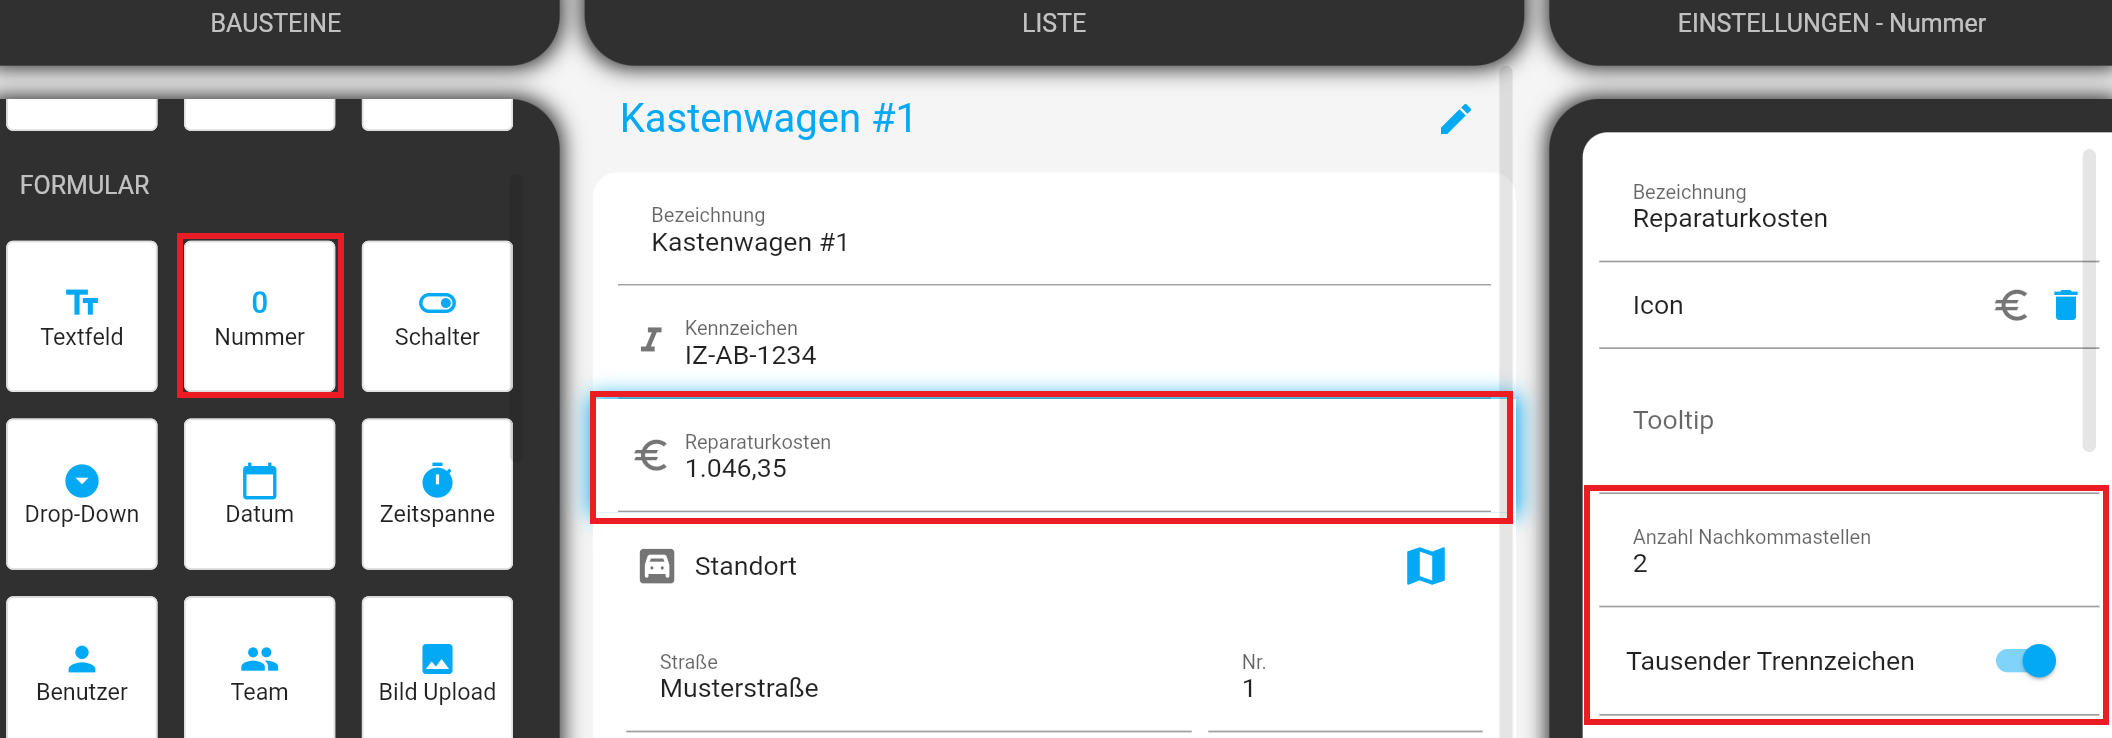 BAUSTEINE
FORMULAR
Textfeld
0
Nummer
Schalter
Drop-Down
Datum
Zeitspanne
Benutzer
Team
Bild Upload
LISTE
Kastenwagen #1
Bezeichnung
Kastenwagen #1
Kennzeichen
IZ-AB-1234
€ Reparaturkosten
1.046,35
Standort
Straße
Musterstraße
Nr.
1
EINSTELLUNGEN - Nummer
Bezeichnung
Reparaturkosten
Icon €
Tooltip
Anzahl Nachkommastellen
2
Tausender Trennzeichen